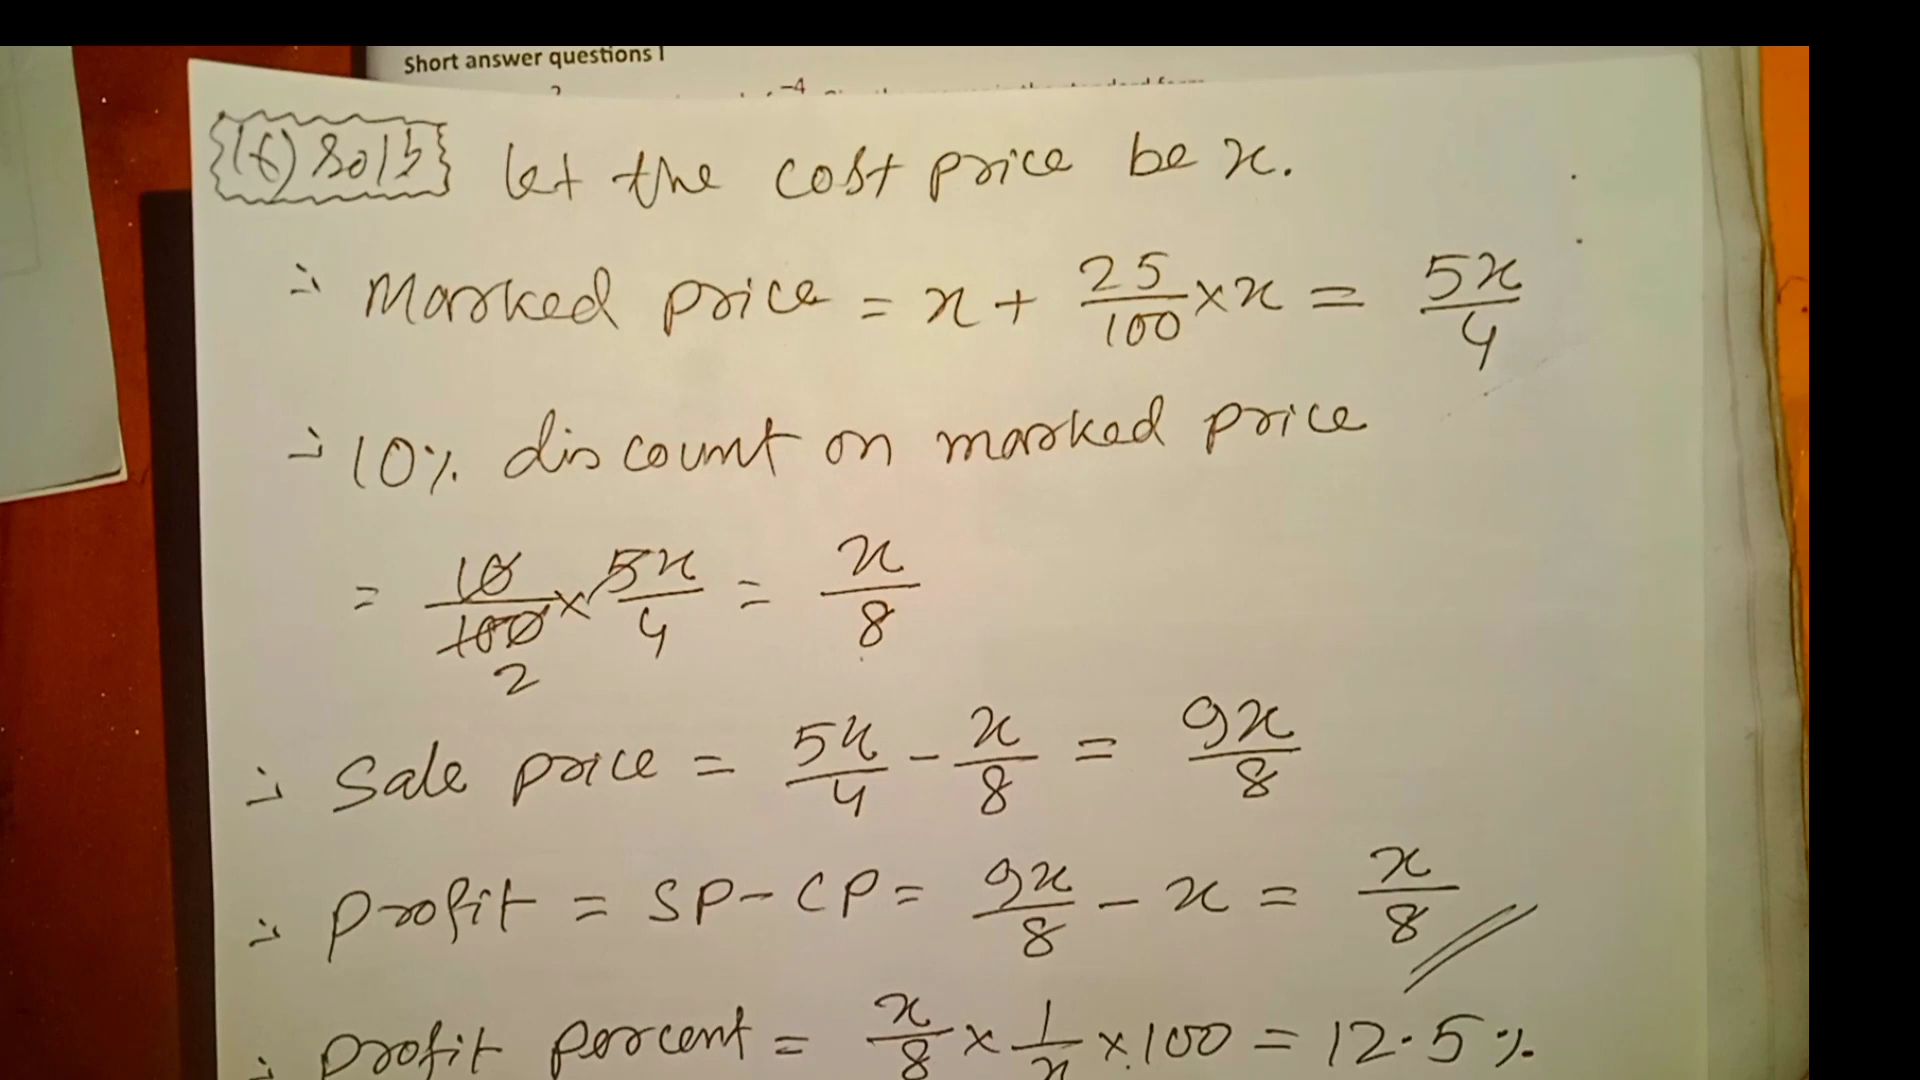 Short answer questions I
(6) Sol⁠ⁿ Let the cost price be x.
∴ Marked price = x + 25/100 × x = 5x/4
∴ 10% discount on marked price
= 10/100 × 5x/4 = x/8
2
∴ Sale price = 5x/4 - x/8 = 9x/8
∴ Profit = SP - CP = 9x/8 - x = x/8
∴ Profit percent = x/8 × 1/x × 100 = 12.5%